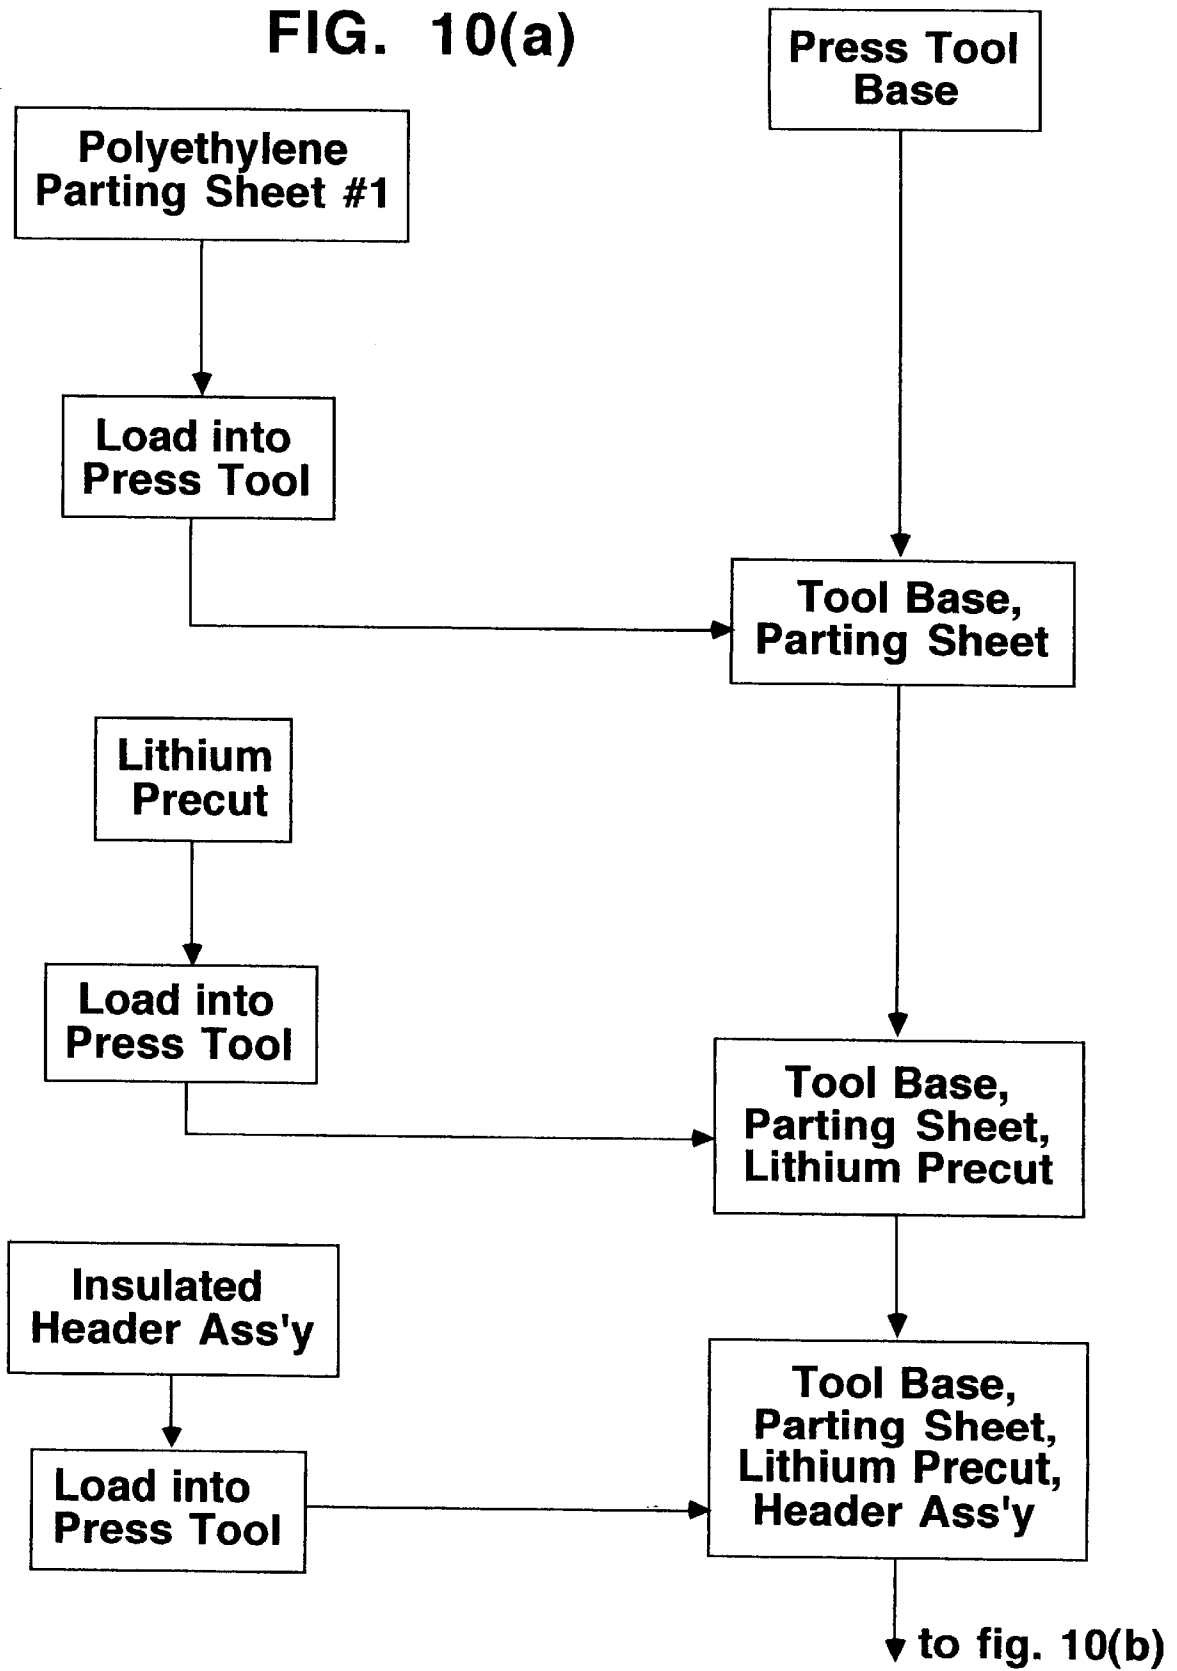 FIG. 10(a)
Press Tool
Base
Polyethylene
Parting Sheet #1
Load into
Press Tool
Tool Base,
Parting Sheet
Lithium
Precut
Load into
Press Tool
Tool Base,
Parting Sheet,
Lithium Precut
Insulated
Header Ass'y
Load into
Press Tool
Tool Base,
Parting Sheet,
Lithium Precut,
Header Ass'y
to fig. 10(b)